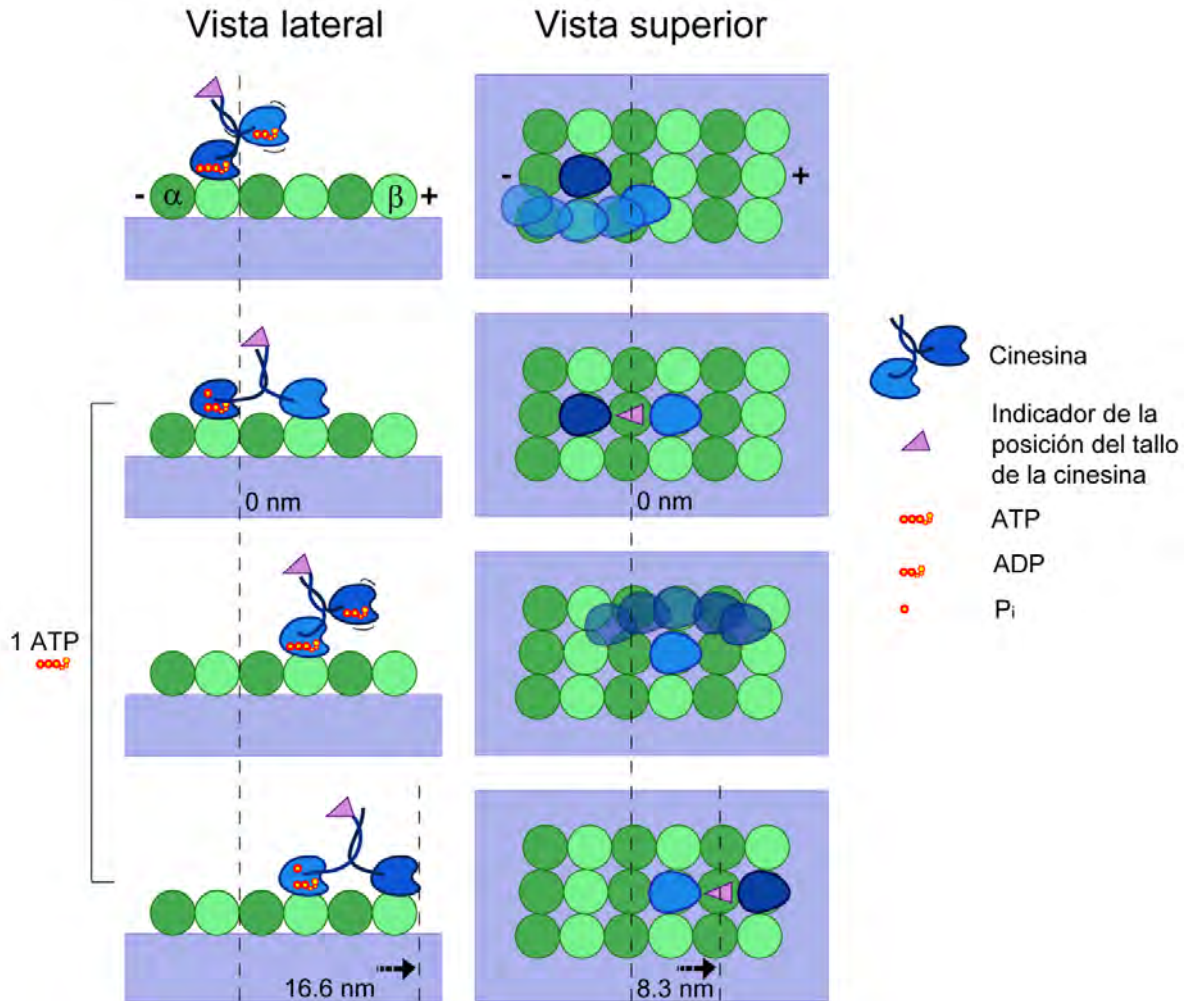 Vista lateral
Vista superior
- α β +
- +
0 nm
0 nm
1 ATP
16.6 nm
8.3 nm
Cinesina
Indicador de la
posición del tallo
de la cinesina
ATP
ADP
Pi